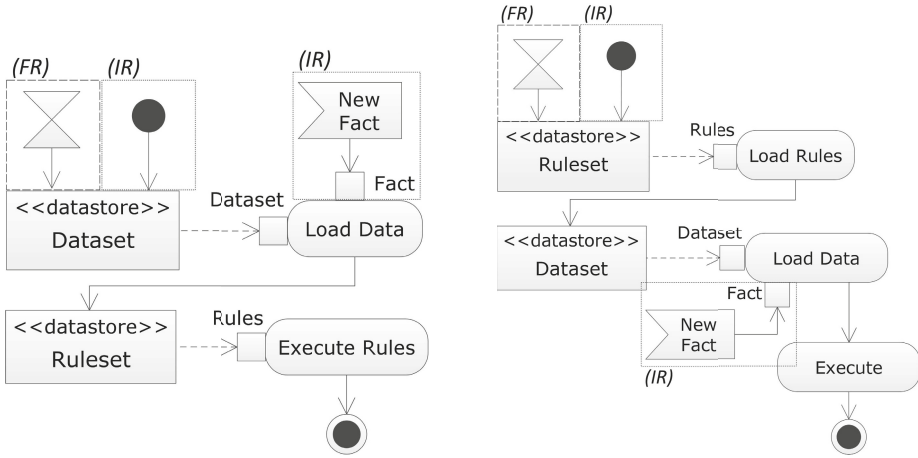 (FR)
(IR)
(IR)
New
Fact
Fact
<<datastore>>
Dataset
Dataset
Load Data
<<datastore>>
Ruleset
Rules
Execute Rules
(FR)
(IR)
<<datastore>>
Ruleset
Rules
Load Rules
<<datastore>>
Dataset
Dataset
Load Data
Fact
New
Fact
(IR)
Execute